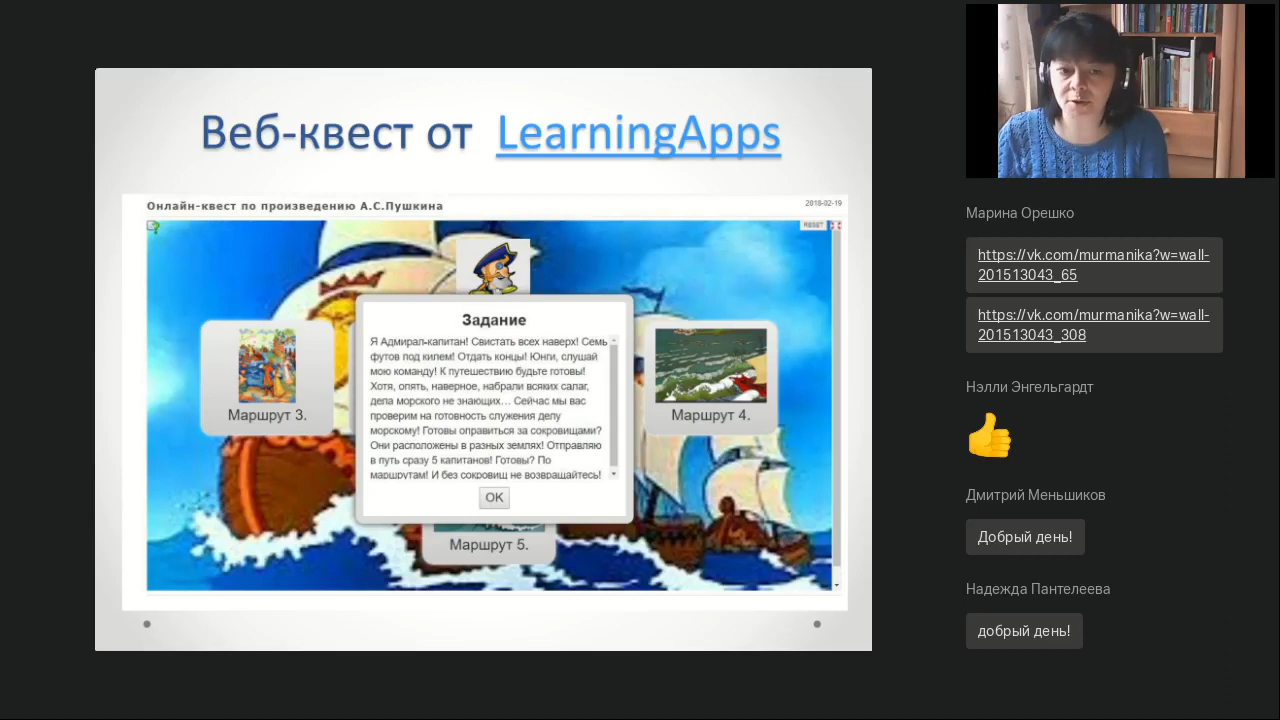 Веб-квест от LearningApps
Онлайн-квест по произведению А.С.Пушкина
2018-02-19
RESET
Задание
Я Адмирал-капитан! Свистать всех наверх! Семь
футов под килем! Отдать концы! Юнги, слушай
мою команду! К путешествию будьте готовы!
Хотя, опять, наверное, набрали всяких салаг,
дела морского не знающих... Сейчас мы вас
проверим на готовность служения делу
морскому! Готовы оправиться за сокровищами?
Они расположены в разных землях! Отправляю
в путь сразу 5 капитанов! Готовы? По
маршрутам! И без сокровищ не возвращайтесь!
OK
Маршрут 3.
Маршрут 4.
Маршрут 5.
Марина Орешко
https://vk.com/murmanika?w=wall-
201513043_65
https://vk.com/murmanika?w=wall-
201513043_308
Нэлли Энгельгардт
Дмитрий Меньшиков
Добрый день!
Надежда Пантелеева
добрый день!